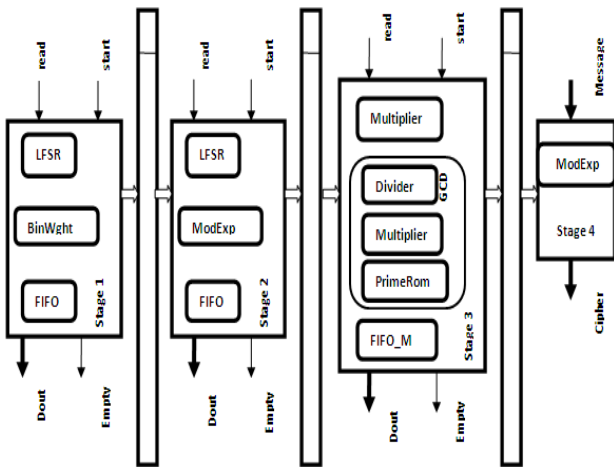 read
start
LFSR
BinWght
FIFO
Stage 1
Dout
Empty
read
start
LFSR
ModExp
FIFO
Stage 2
Dout
Empty
read
start
Multiplier
Divider
GCD
Multiplier
PrimeRom
FIFO_M
Stage 3
Dout
Empty
Message
ModExp
Stage 4
Cipher